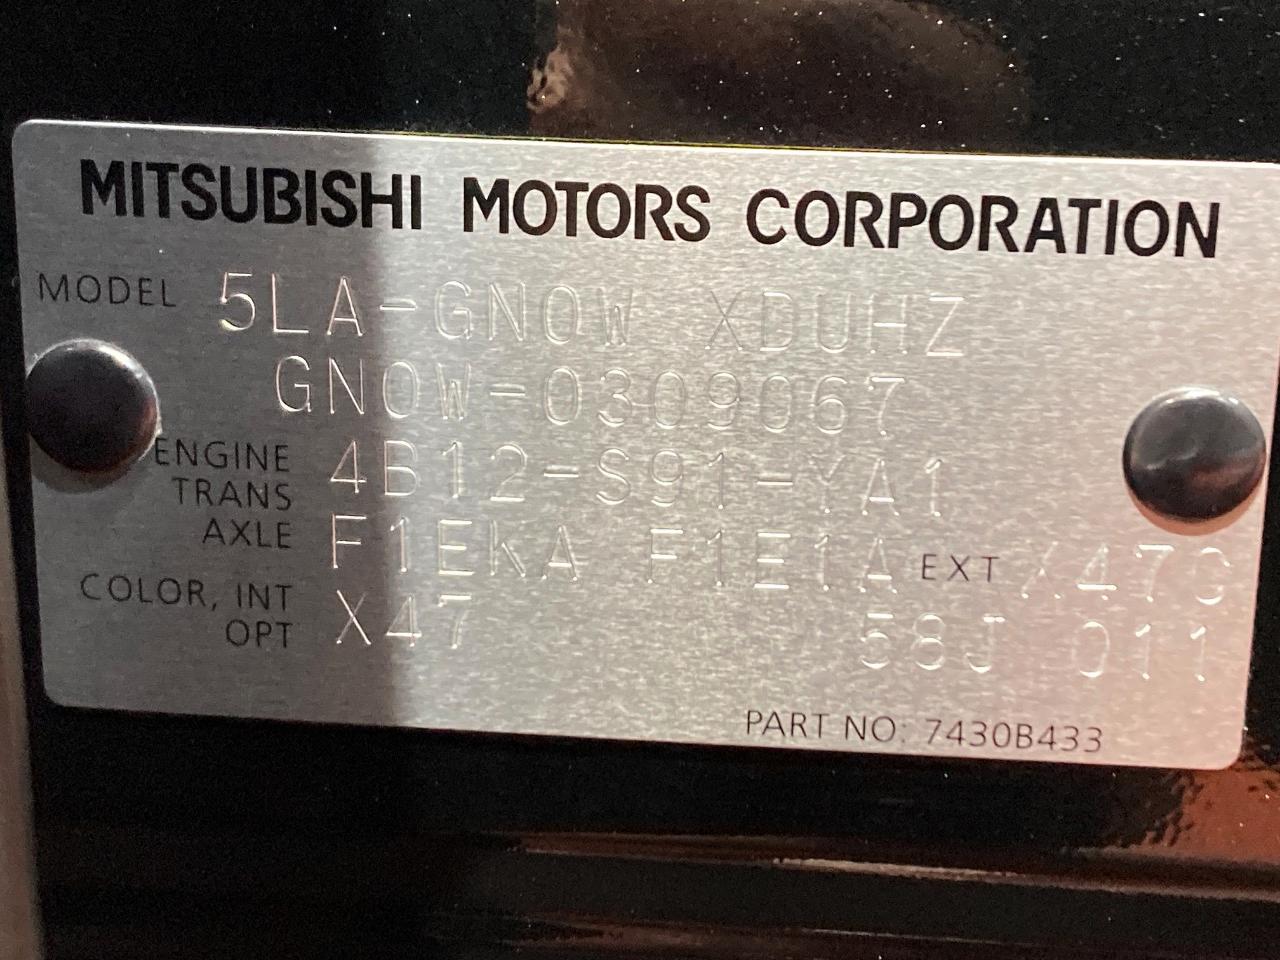 MITSUBISHI MOTORS CORPORATION
MODEL 5LA-GN0W XDUHZ
GN0W-0309067
ENGINE 4B12-S91-YA1
TRANS
AXLE F1EKA F1E1A EXT X47C
COLOR, INT
OPT X47 58J 011
PART NO: 7430B433